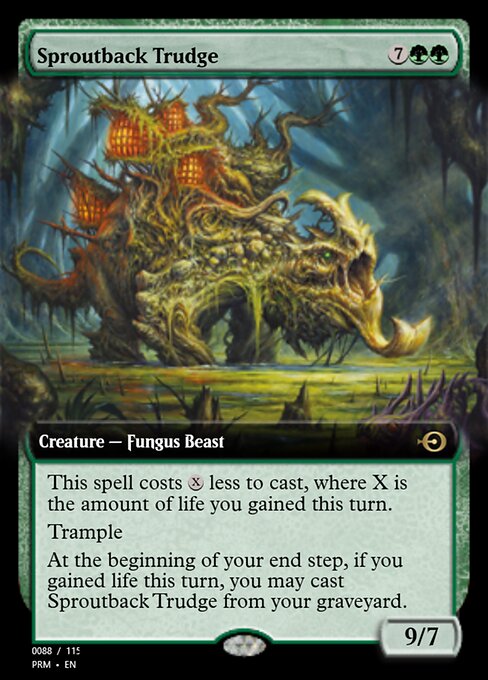 Sproutback Trudge 7
Creature — Fungus Beast
This spell costs X less to cast, where X is
the amount of life you gained this turn.
Trample
At the beginning of your end step, if you
gained life this turn, you may cast
Sproutback Trudge from your graveyard.
9/7
0088 / 115
PRM • EN